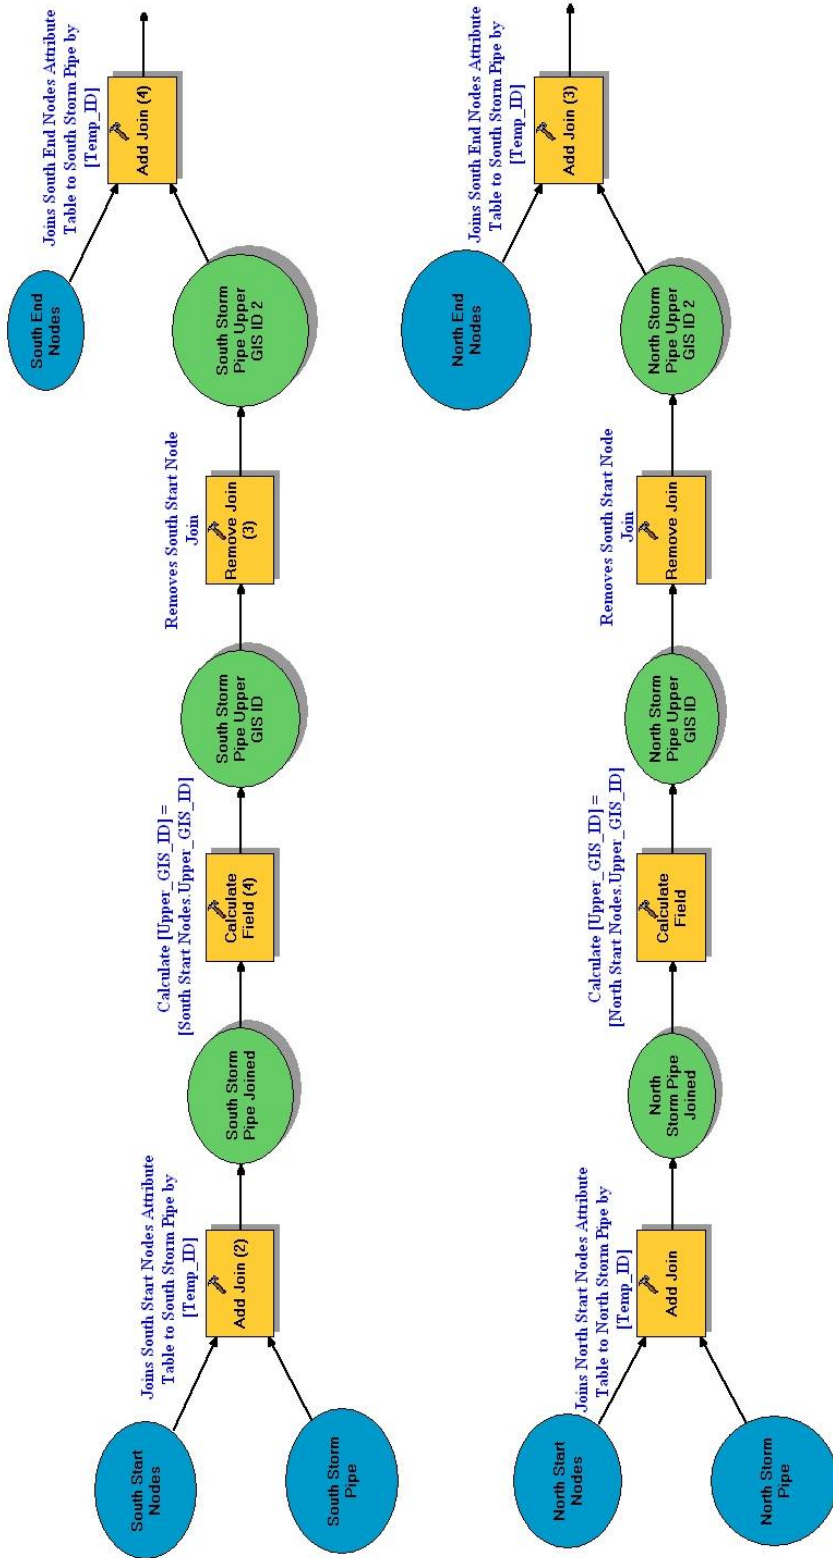 Joins South Start Nodes Attribute
Table to South Storm Pipe by
[Temp_ID]
Calculate [Upper_GIS_ID] =
[South Start Nodes.Upper_GIS_ID]
Removes South Start Node
Join
Joins South End Nodes Attribute
Table to South Storm Pipe by
[Temp_ID]
South Start
Nodes
South Storm
Pipe
Add Join (2)
South Storm
Pipe Joined
Calculate
Field (4)
South Storm
Pipe Upper
GIS ID
Remove Join
(3)
South Storm
Pipe Upper
GIS ID 2
South End
Nodes
Add Join (4)
Joins North Start Nodes Attribute
Table to North Storm Pipe by
[Temp_ID]
Calculate [Upper_GIS_ID] =
[North Start Nodes.Upper_GIS_ID]
Removes South Start Node
Join
Joins South End Nodes Attribute
Table to South Storm Pipe by
[Temp_ID]
North Start
Nodes
North Storm
Pipe
Add Join
North
Storm Pipe
Joined
Calculate
Field
North Storm
Pipe Upper
GIS ID
Remove Join
North Storm
Pipe Upper
GIS ID 2
North End
Nodes
Add Join (3)